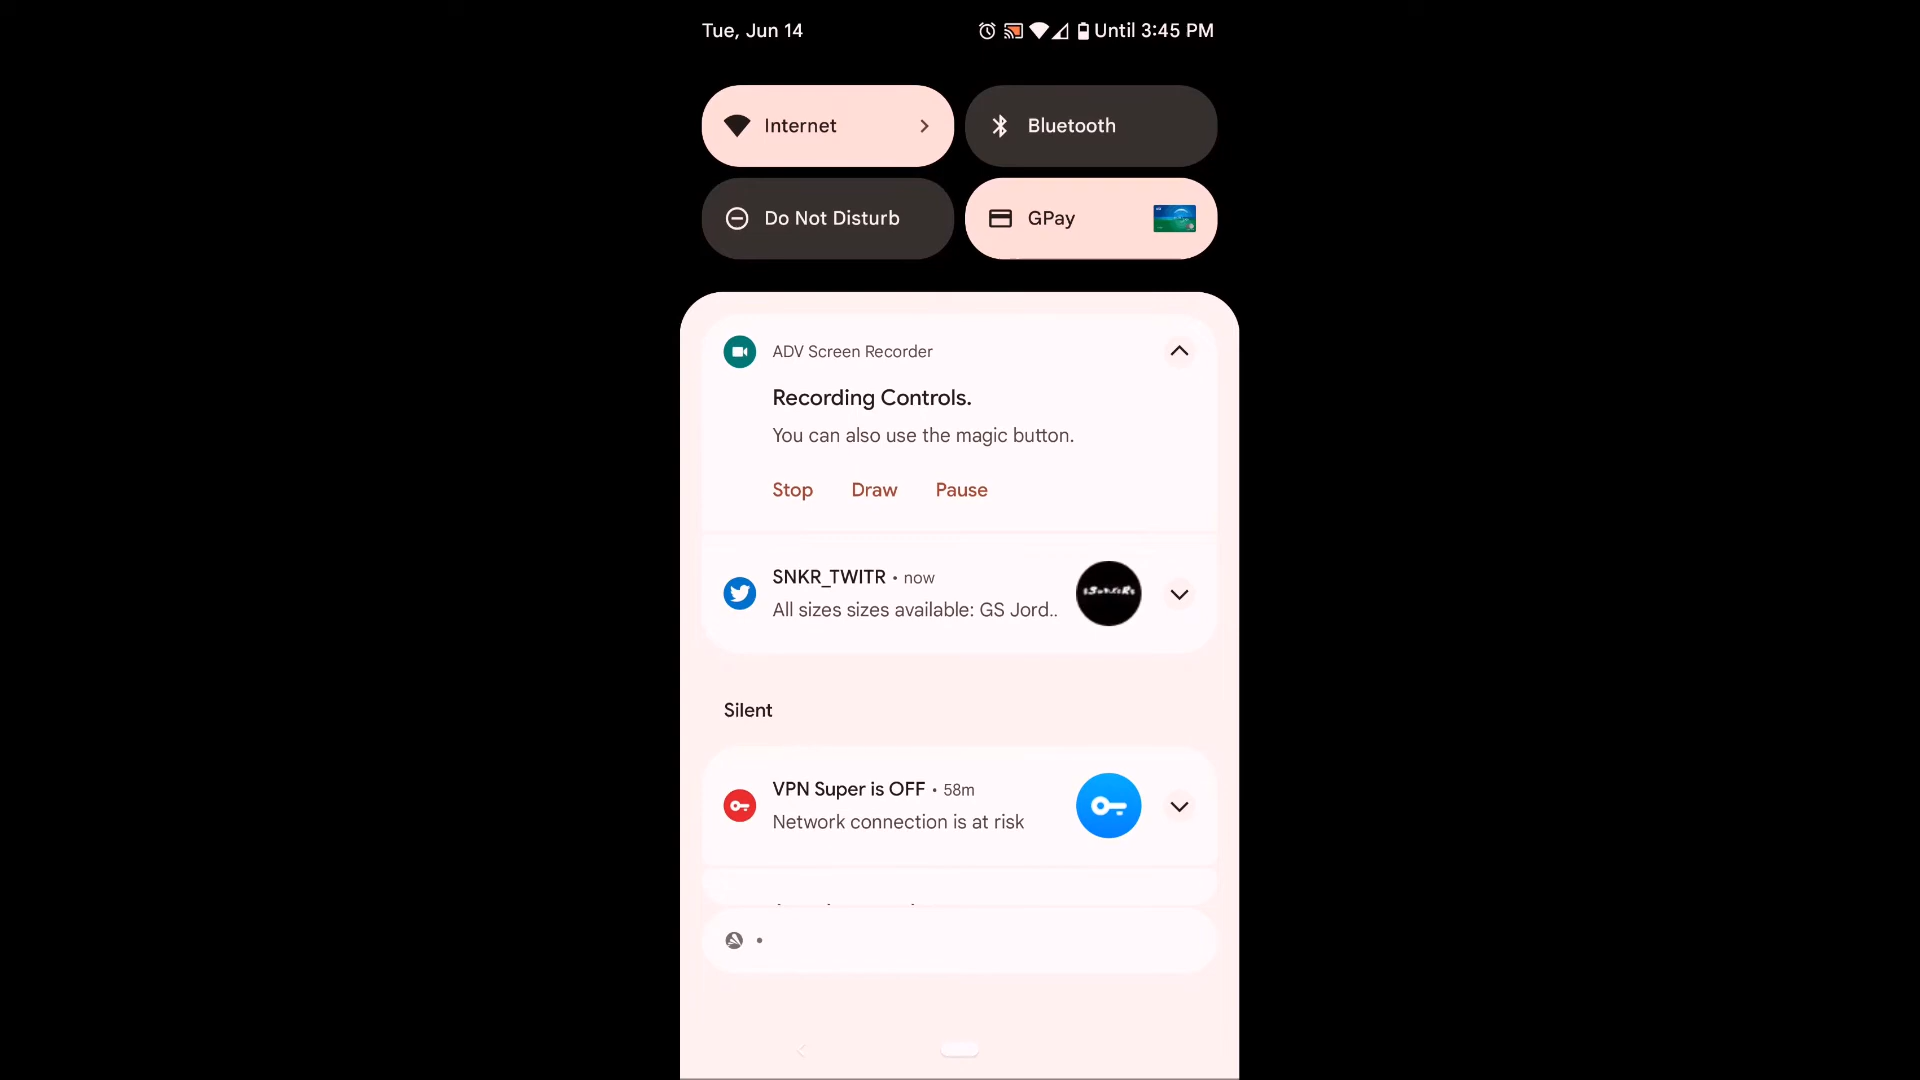 Tue, Jun 14
Until 3:45 PM
Internet
Bluetooth
Do Not Disturb
GPay
ADV Screen Recorder
Recording Controls.
You can also use the magic button.
Stop Draw Pause
SNKR_TWITR • now
All sizes sizes available: GS Jord..
Silent
VPN Super is OFF • 58m
Network connection is at risk